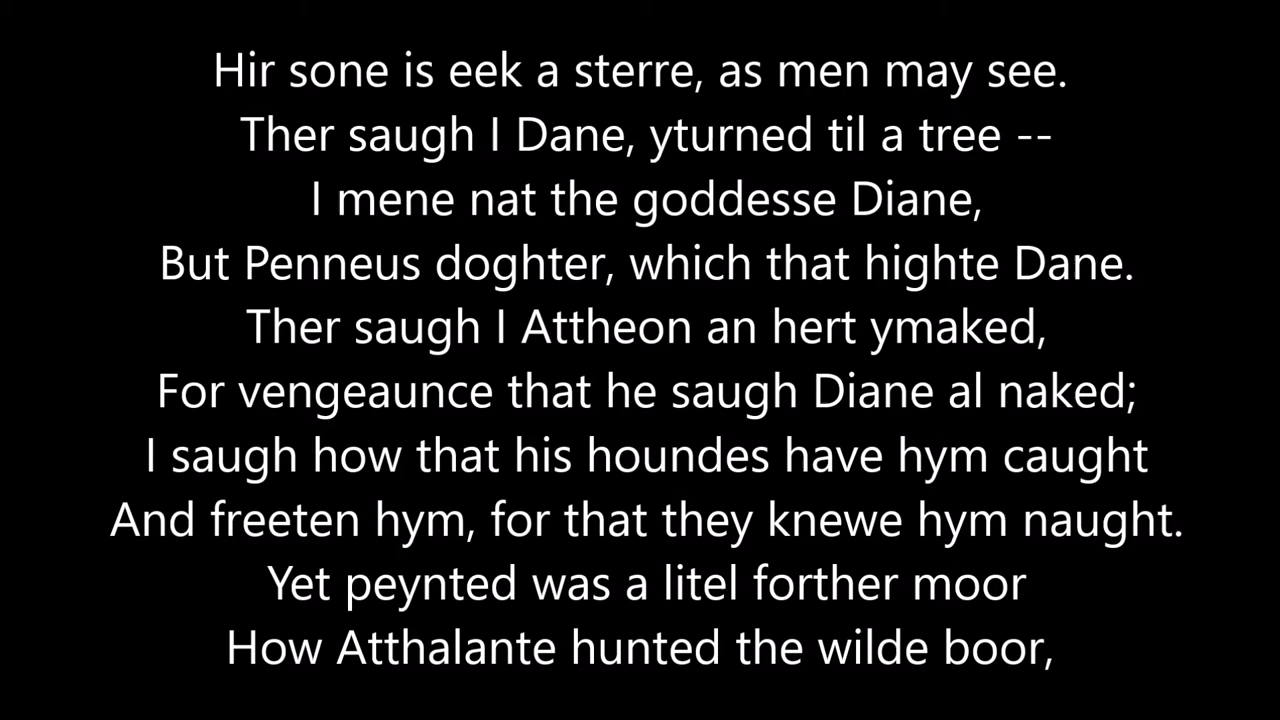 Hir sone is eek a sterre, as men may see.
Ther saugh I Dane, yturned til a tree --
I mene nat the goddesse Diane,
But Penneus doghter, which that highte Dane.
Ther saugh I Attheon an hert ymaked,
For vengeaunce that he saugh Diane al naked;
I saugh how that his houndes have hym caught
And freeten hym, for that they knewe hym naught.
Yet peynted was a litel forther moor
How Atthalante hunted the wilde boor,